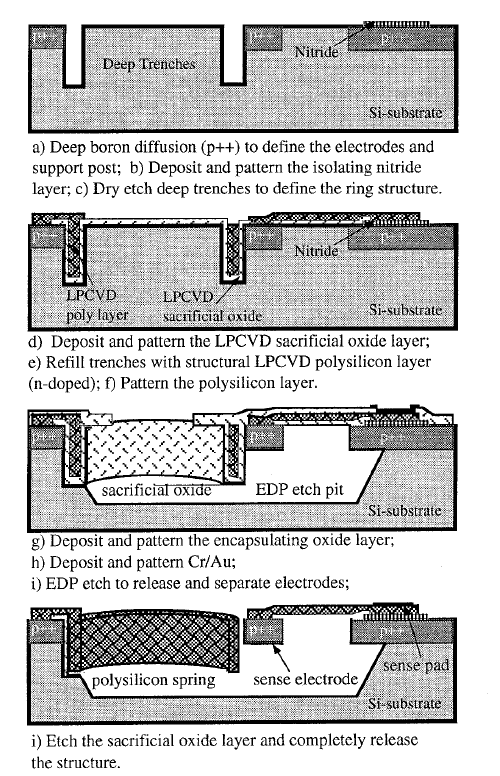 p++
p++
p++
Nitride
Deep Trenches
Si-substrate
a) Deep boron diffusion (p++) to define the electrodes and
support post; b) Deposit and pattern the isolating nitride
layer; c) Dry etch deep trenches to define the ring structure.
p++
p++
p++
Nitride
LPCVD
poly layer
LPCVD
sacrificial oxide
Si-substrate
d) Deposit and pattern the LPCVD sacrificial oxide layer;
e) Refill trenches with structural LPCVD polysilicon layer
(n-doped); f) Pattern the polysilicon layer.
p++
p++
p++
sacrificial oxide
EDP etch pit
Si-substrate
g) Deposit and pattern the encapsulating oxide layer;
h) Deposit and pattern Cr/Au;
i) EDP etch to release and separate electrodes;
p++
p++
p++
polysilicon spring
sense electrode
sense pad
Si-substrate
i) Etch the sacrificial oxide layer and completely release
the structure.